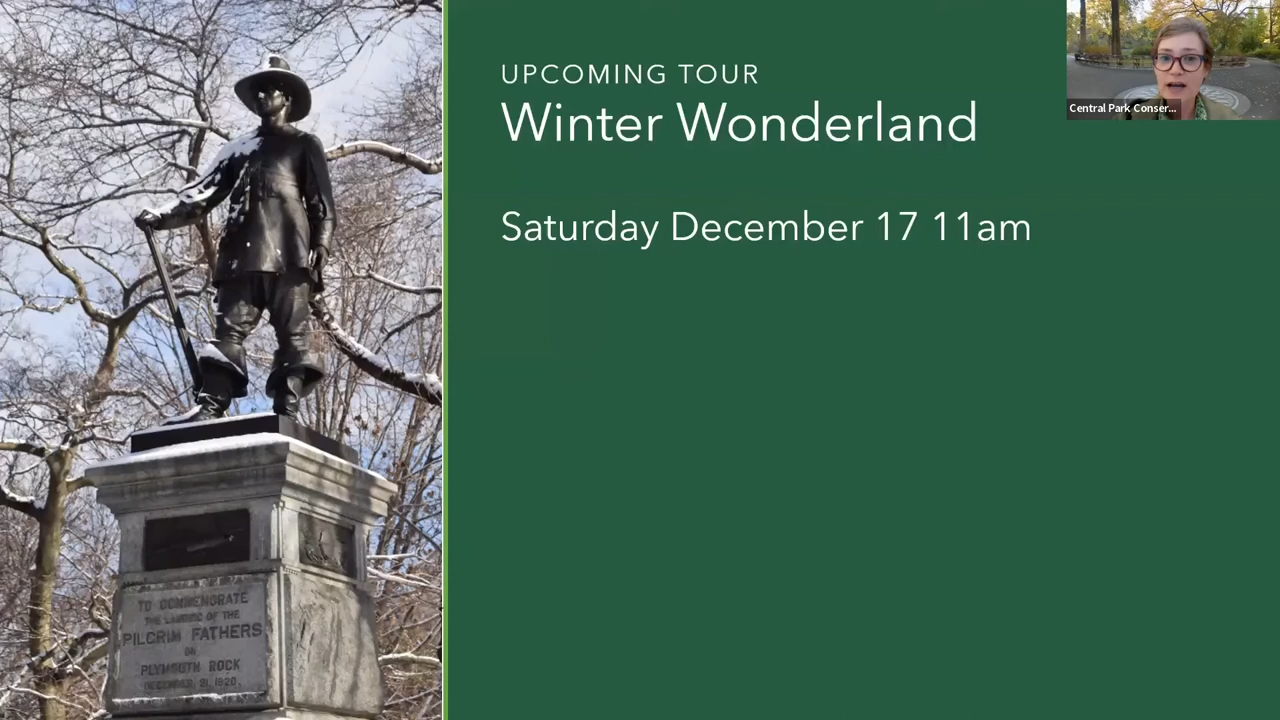 UPCOMING TOUR
Winter Wonderland
Saturday December 17 11am
Central Park Conser...
TO COMMEMORATE
THE LANDING OF THE
PILGRIM FATHERS
ON
PLYMOUTH ROCK
DECEMBER, 21, 1620.